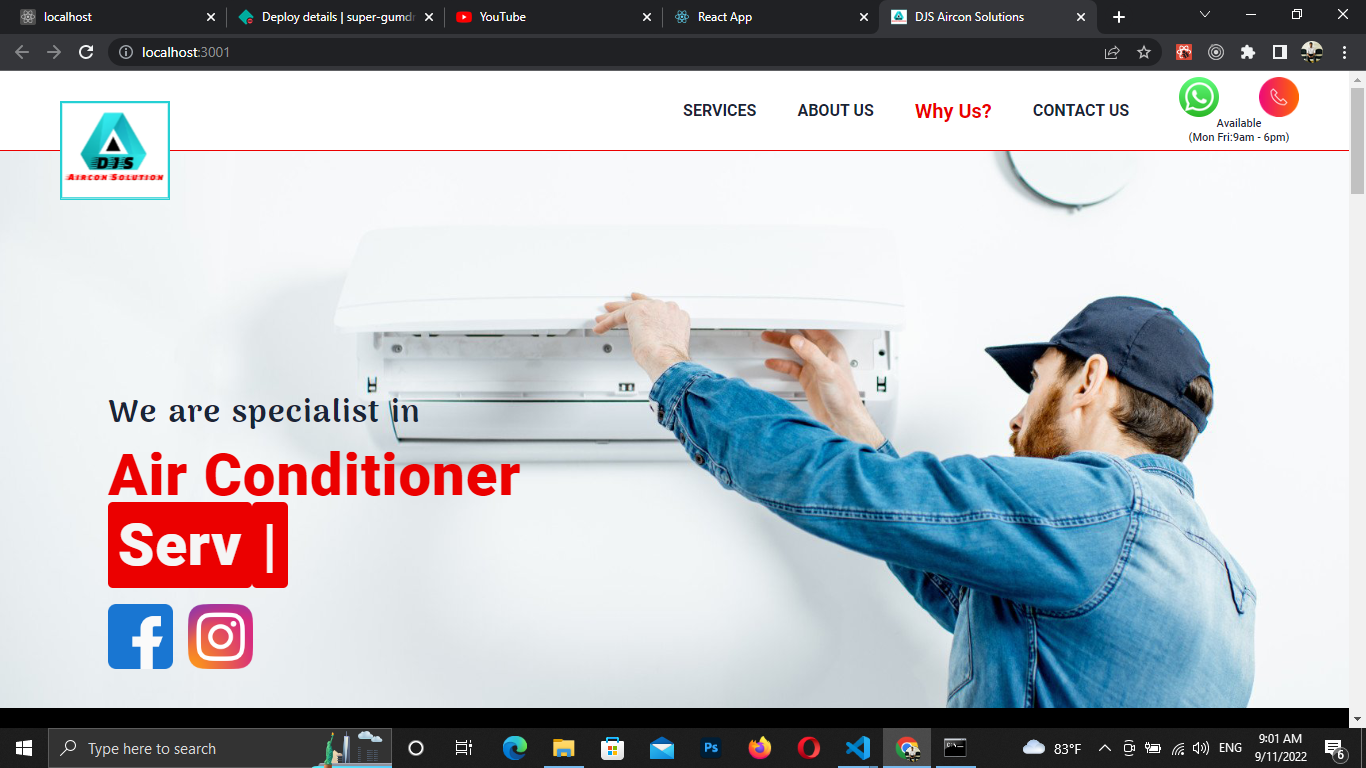 localhost
Deploy details | super-gumdr
YouTube
React App
DJS Aircon Solutions
localhost:3001
DJS
AIRCON SOLUTION
SERVICES
ABOUT US
Why Us?
CONTACT US
Available
(Mon Fri:9am - 6pm)
We are specialist in
Air Conditioner
Serv |
Type here to search
Ps
83°F
ENG
9:01 AM
9/11/2022
6